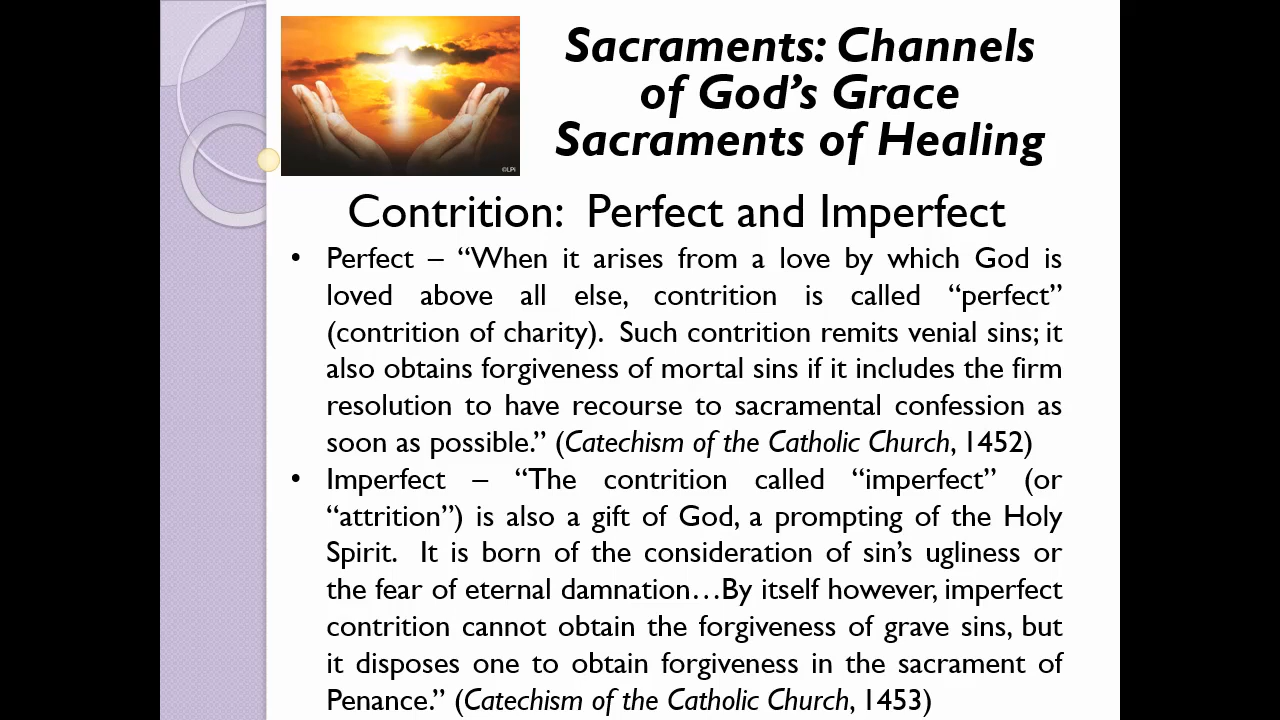 Sacraments: Channels
of God’s Grace
Sacraments of Healing
©LPi
Contrition:  Perfect and Imperfect
• Perfect – “When it arises from a love by which God is
loved above all else, contrition is called “perfect”
(contrition of charity).  Such contrition remits venial sins; it
also obtains forgiveness of mortal sins if it includes the firm
resolution to have recourse to sacramental confession as
soon as possible.” (Catechism of the Catholic Church, 1452)
• Imperfect – “The contrition called “imperfect” (or
“attrition”) is also a gift of God, a prompting of the Holy
Spirit.  It is born of the consideration of sin’s ugliness or
the fear of eternal damnation…By itself however, imperfect
contrition cannot obtain the forgiveness of grave sins, but
it disposes one to obtain forgiveness in the sacrament of
Penance.” (Catechism of the Catholic Church, 1453)